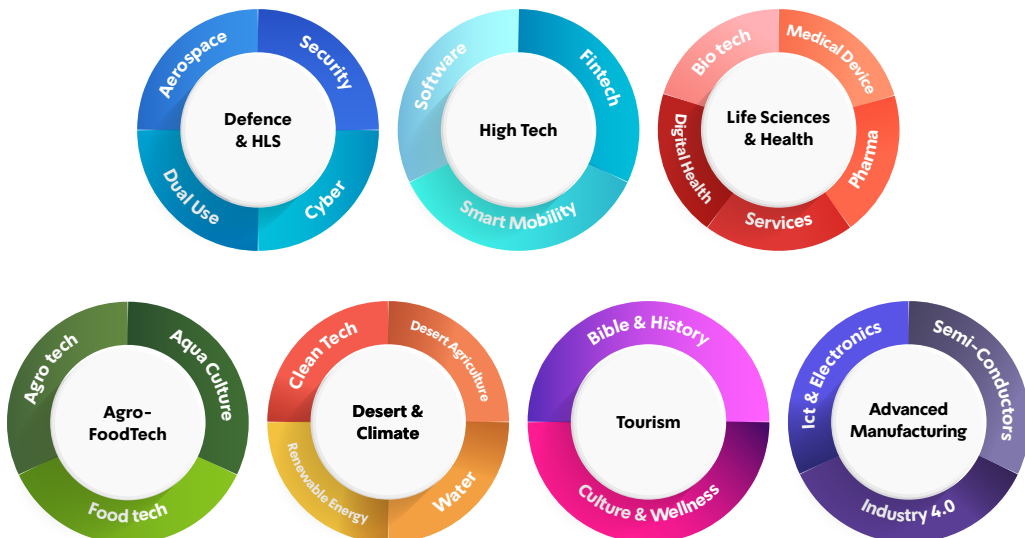 Aerospace
Security
Defence
& HLS
Dual Use
Cyber
Software
Fintech
High Tech
Smart Mobility
Bio tech
Medical Device
Life Sciences
& Health
Digital Health
Pharma
Services
Agro tech
Aqua Culture
Agro-
FoodTech
Food tech
Clean Tech
Desert Agriculture
Desert &
Climate
Renewable Energy
Water
Bible & History
Tourism
Culture & Wellness
Ict & Electronics
Semi-Conductors
Advanced
Manufacturing
Industry 4.0